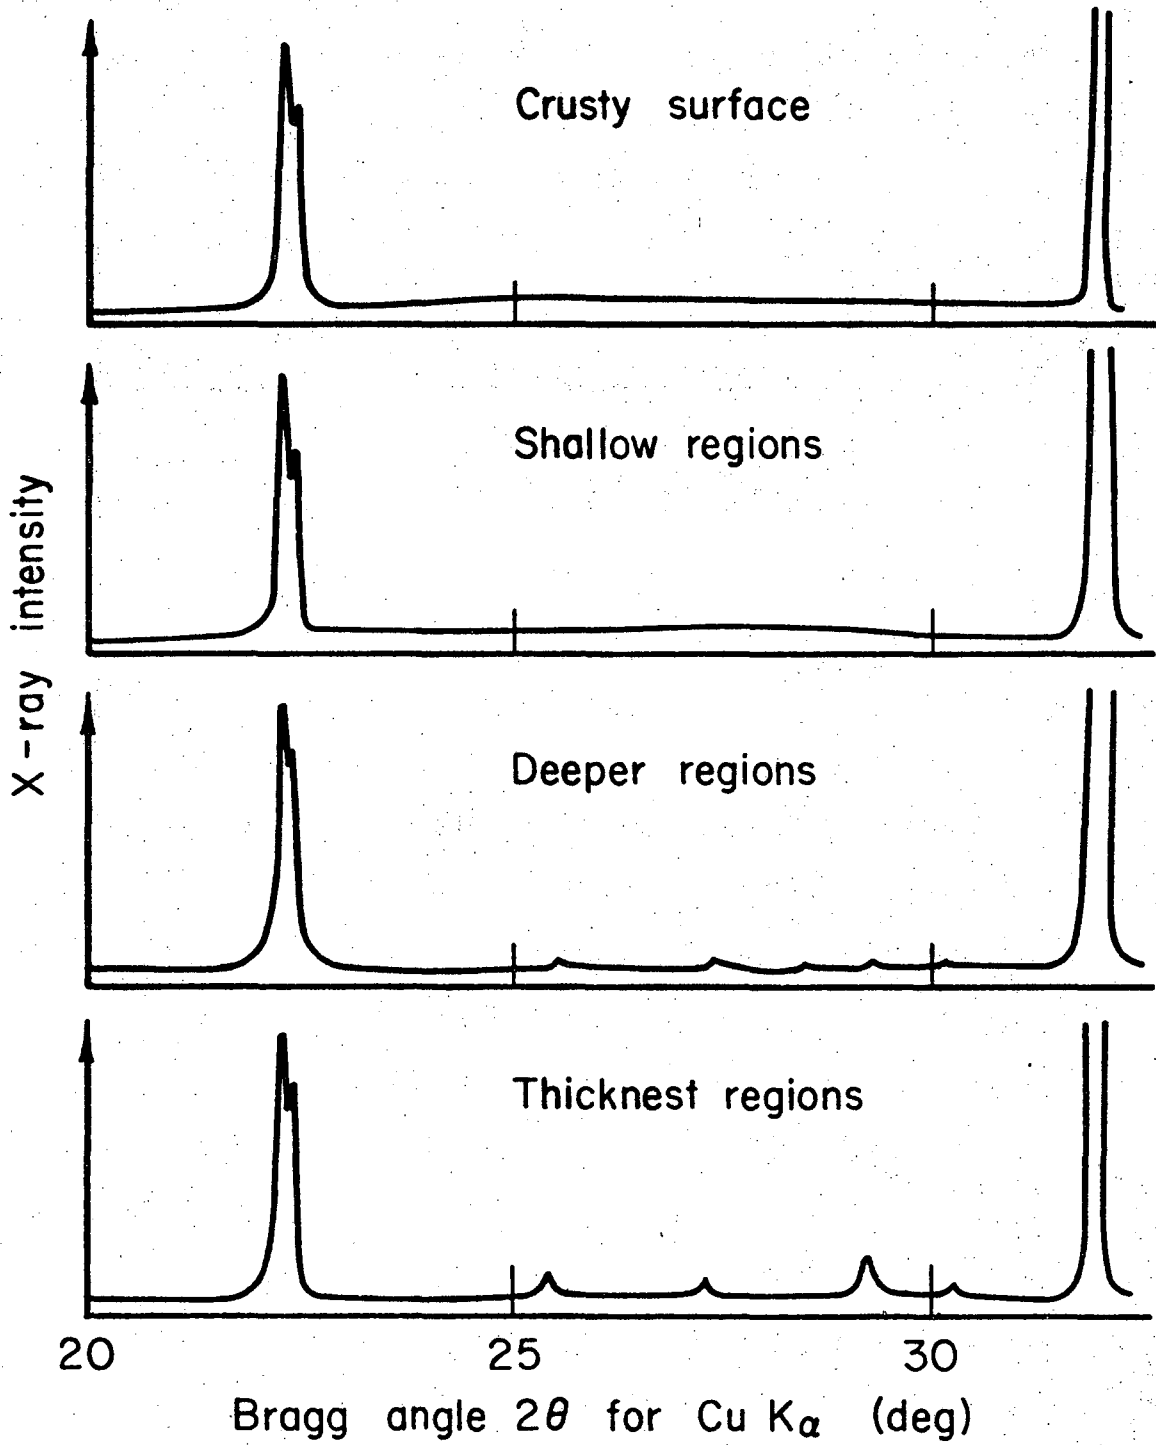 Crusty surface
Shallow regions
X-ray intensity
Deeper regions
Thicknest regions
20 25 30
Bragg angle 2θ for Cu Kα (deg)